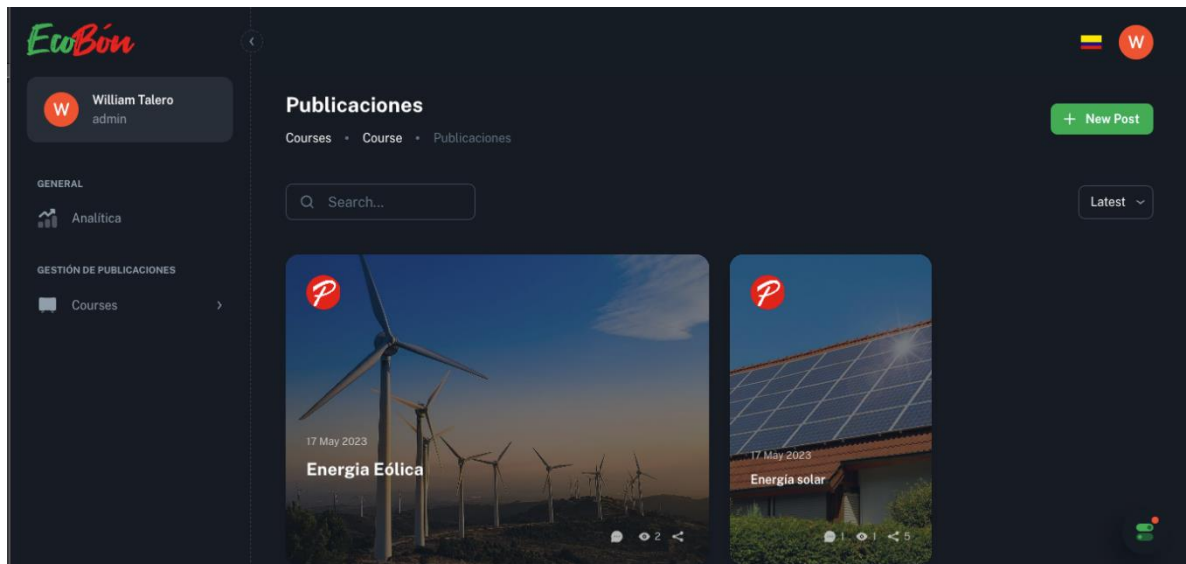 EcoBón
W
W
William Talero
admin
Publicaciones
Courses • Course • Publicaciones
+ New Post
GENERAL
Analítica
Search...
Latest
GESTIÓN DE PUBLICACIONES
Courses
P
P
17 May 2023
Energia Eólica
2
17 May 2023
Energía solar
1 1 5